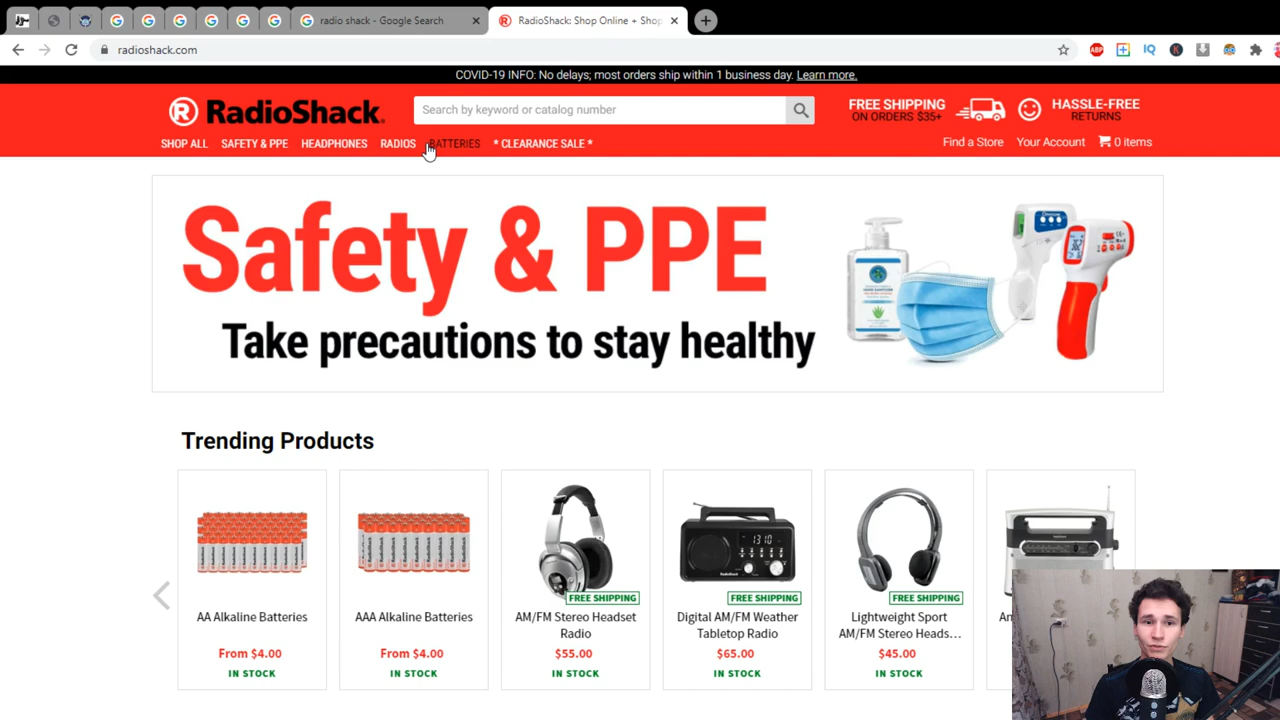 radio shack - Google Search
RadioShack: Shop Online + Shop
radioshack.com
ABP
IQ
COVID-19 INFO: No delays; most orders ship within 1 business day. Learn more.
R RadioShack.
Search by keyword or catalog number
FREE SHIPPING
ON ORDERS $35+
HASSLE-FREE
RETURNS
SHOP ALL
SAFETY & PPE
HEADPHONES
RADIOS
BATTERIES
* CLEARANCE SALE *
Find a Store
Your Account
0 items
Safety & PPE
Take precautions to stay healthy
Trending Products
AA Alkaline Batteries
From $4.00
IN STOCK
AAA Alkaline Batteries
From $4.00
IN STOCK
FREE SHIPPING
AM/FM Stereo Headset
Radio
$55.00
IN STOCK
1310
RadioShack
FREE SHIPPING
Digital AM/FM Weather
Tabletop Radio
$65.00
IN STOCK
FREE SHIPPING
Lightweight Sport
AM/FM Stereo Heads...
$45.00
IN STOCK